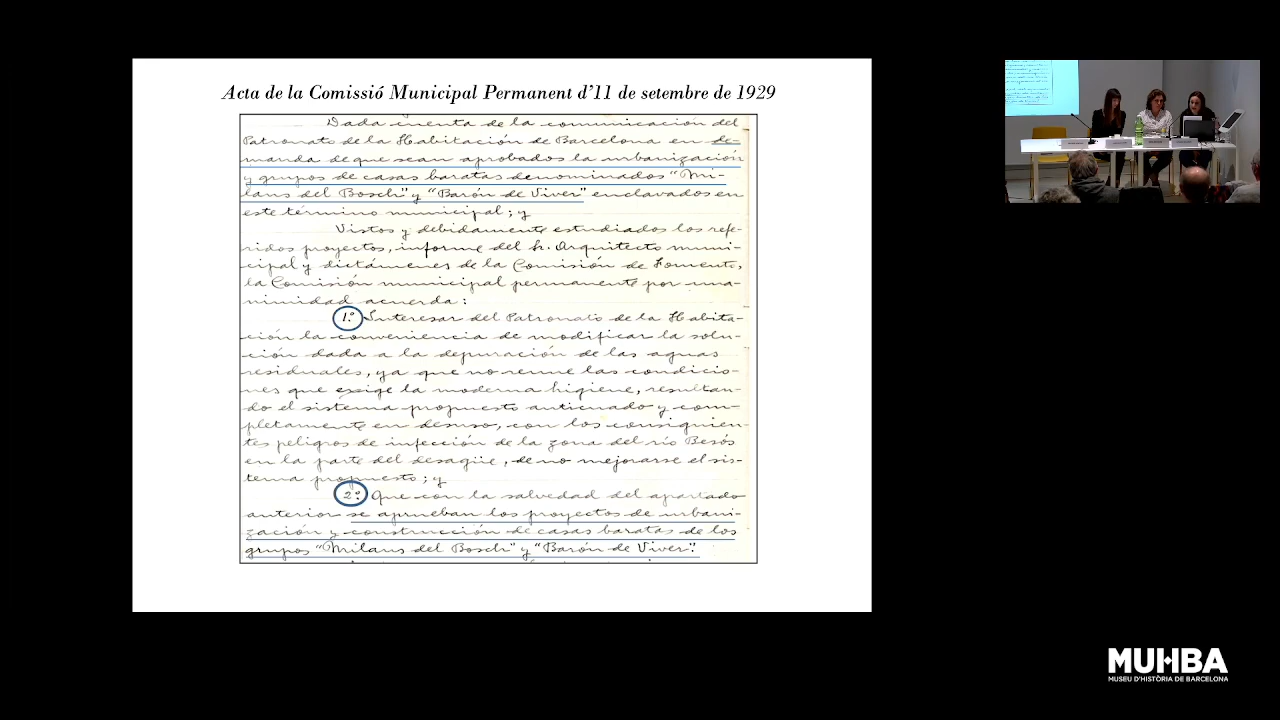 Acta de la Comissió Municipal Permanent d'11 de setembre de 1929
Dada cuenta de la comunicación del
Patronato de la Habitación de Barcelona en de-
manda de que sean aprobados la urbanización
y grupos de casas baratas denominados "Mi-
lans del Bosch" y "Barón de Viver" enclavados en
este término municipal; y
Vistos y debidamente estudiados los refe-
ridos proyectos, informe del h. Arquitecto muni-
cipal y dictámenes de la Comisión de Fomento,
la Comisión municipal permanente por una-
nimidad acuerda:
1.º Interesar del Patronato de la Habita-
ción la conveniencia de modificar la solu-
ción dada a la depuración de las aguas
residuales, ya que no reune las condicio-
nes que exige la moderna higiene, resultan-
do el sistema propuesto anticuado y com-
pletamente en desuso, con los consiguien-
tes peligros de infección de la zona del río Besós
en la parte del desagüe, de no mejorarse el sis-
tema propuesto; y
2.º Que con la salvedad del apartado
anterior se aprueban los proyectos de urbani-
zación y construcción de casas baratas de los
grupos "Milans del Bosch" y "Barón de Viver".
MUHBA
MUSEU D'HISTÒRIA DE BARCELONA